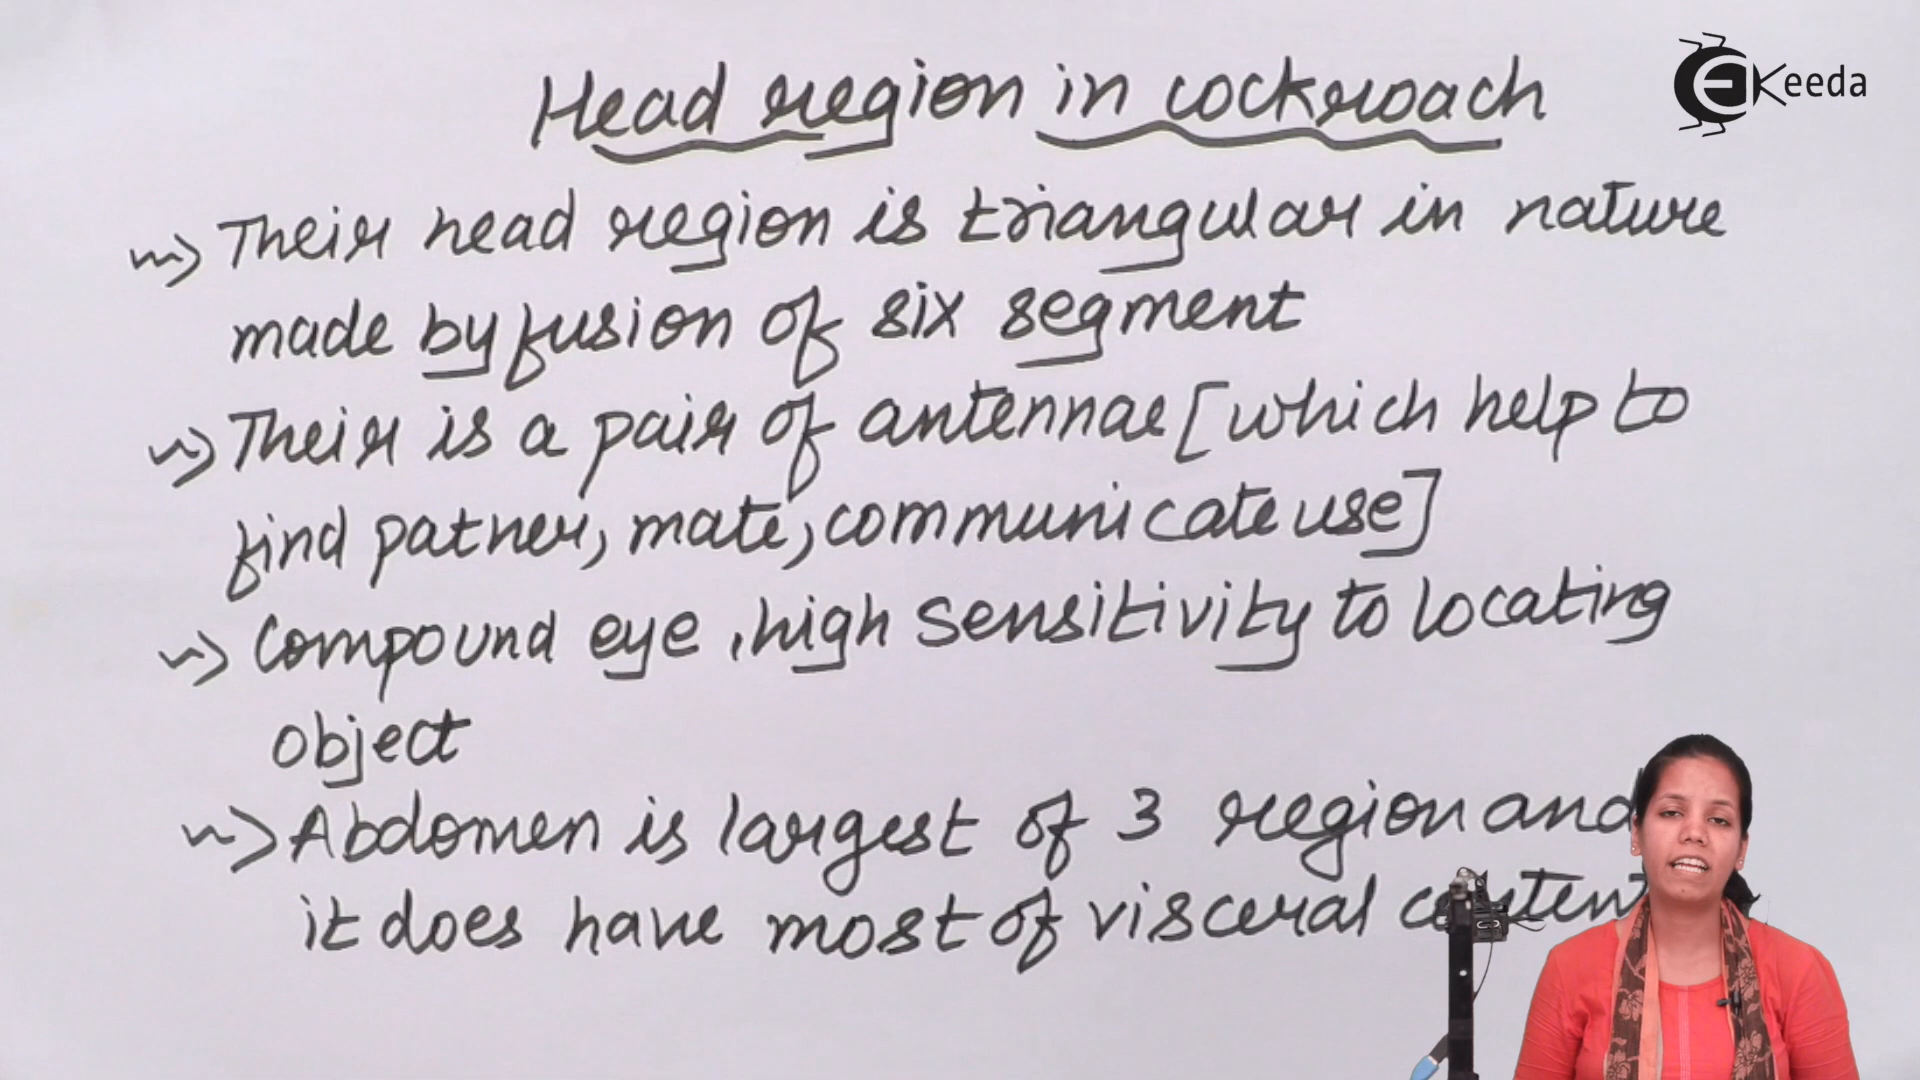 Head region in cockroach
EKeeda
~> Their head region is triangular in nature
made by fusion of six segment
~> Their is a pair of antennae [which help to
find patner, mate, communicate use]
~> Compound eye, high sensitivity to locating
object
~> Abdomen is largest of 3 region and
it does have most of visceral content